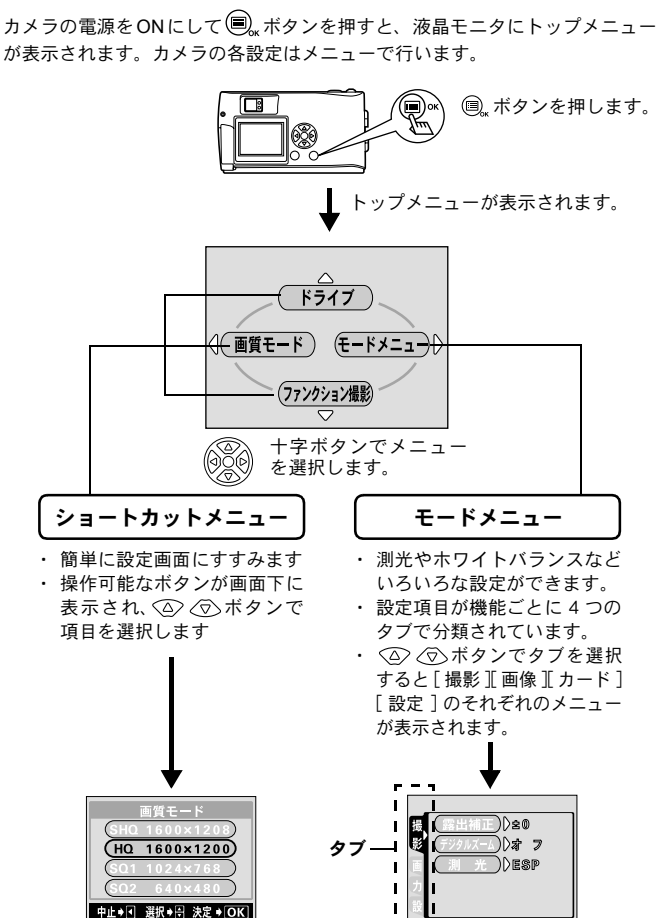 カメラの電源をONにして OK ボタンを押すと、液晶モニタにトップメニュー
が表示されます。カメラの各設定はメニューで行います。
OK
OK ボタンを押します。
トップメニューが表示されます。
ドライブ
画質モード
モードメニュー
ファンクション撮影
十字ボタンでメニュー
を選択します。
ショートカットメニュー
・ 簡単に設定画面にすすみます
・ 操作可能なボタンが画面下に
表示され、ボタンで
項目を選択します
モードメニュー
・ 測光やホワイトバランスなど
いろいろな設定ができます。
・ 設定項目が機能ごとに 4 つの
タブで分類されています。
・ ボタンでタブを選択
すると[ 撮影 ][ 画像 ][ カード ]
[ 設定 ]のそれぞれのメニュー
が表示されます。
画質モード
SHQ 1600×1208
HQ 1600×1200
SQ1 1024×768
SQ2 640×480
中止 選択 決定 OK
タブ
撮影
画
カ
設
露出補正 ±0
デジタルズーム オフ
測 光 ESP